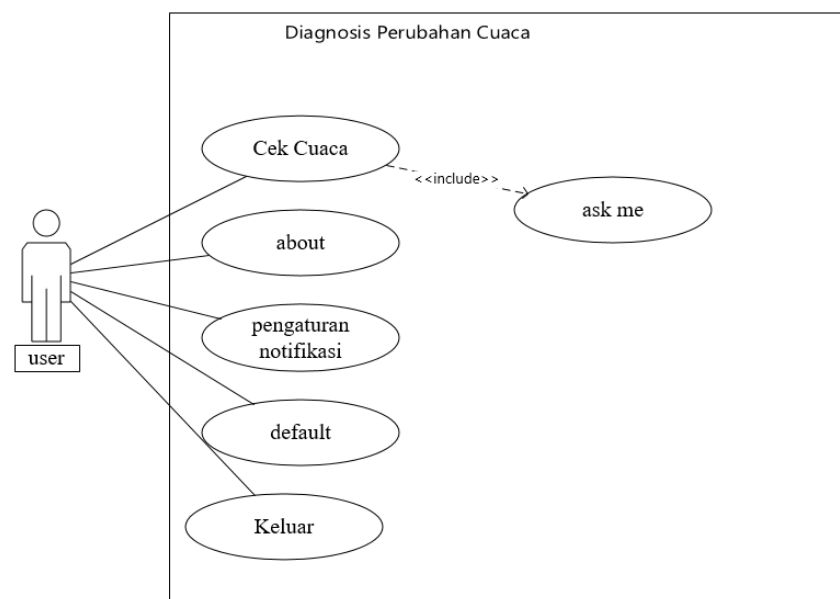 Diagnosis Perubahan Cuaca
Cek Cuaca
<<include>>
ask me
about
pengaturan
notifikasi
user
default
Keluar